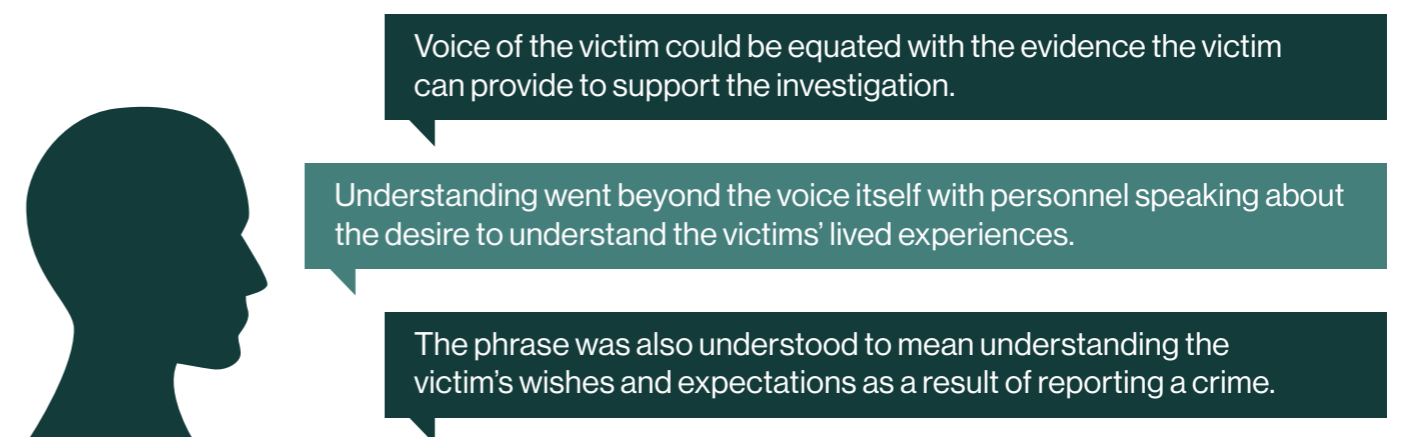 Voice of the victim could be equated with the evidence the victim
can provide to support the investigation.
Understanding went beyond the voice itself with personnel speaking about
the desire to understand the victims’ lived experiences.
The phrase was also understood to mean understanding the
victim’s wishes and expectations as a result of reporting a crime.